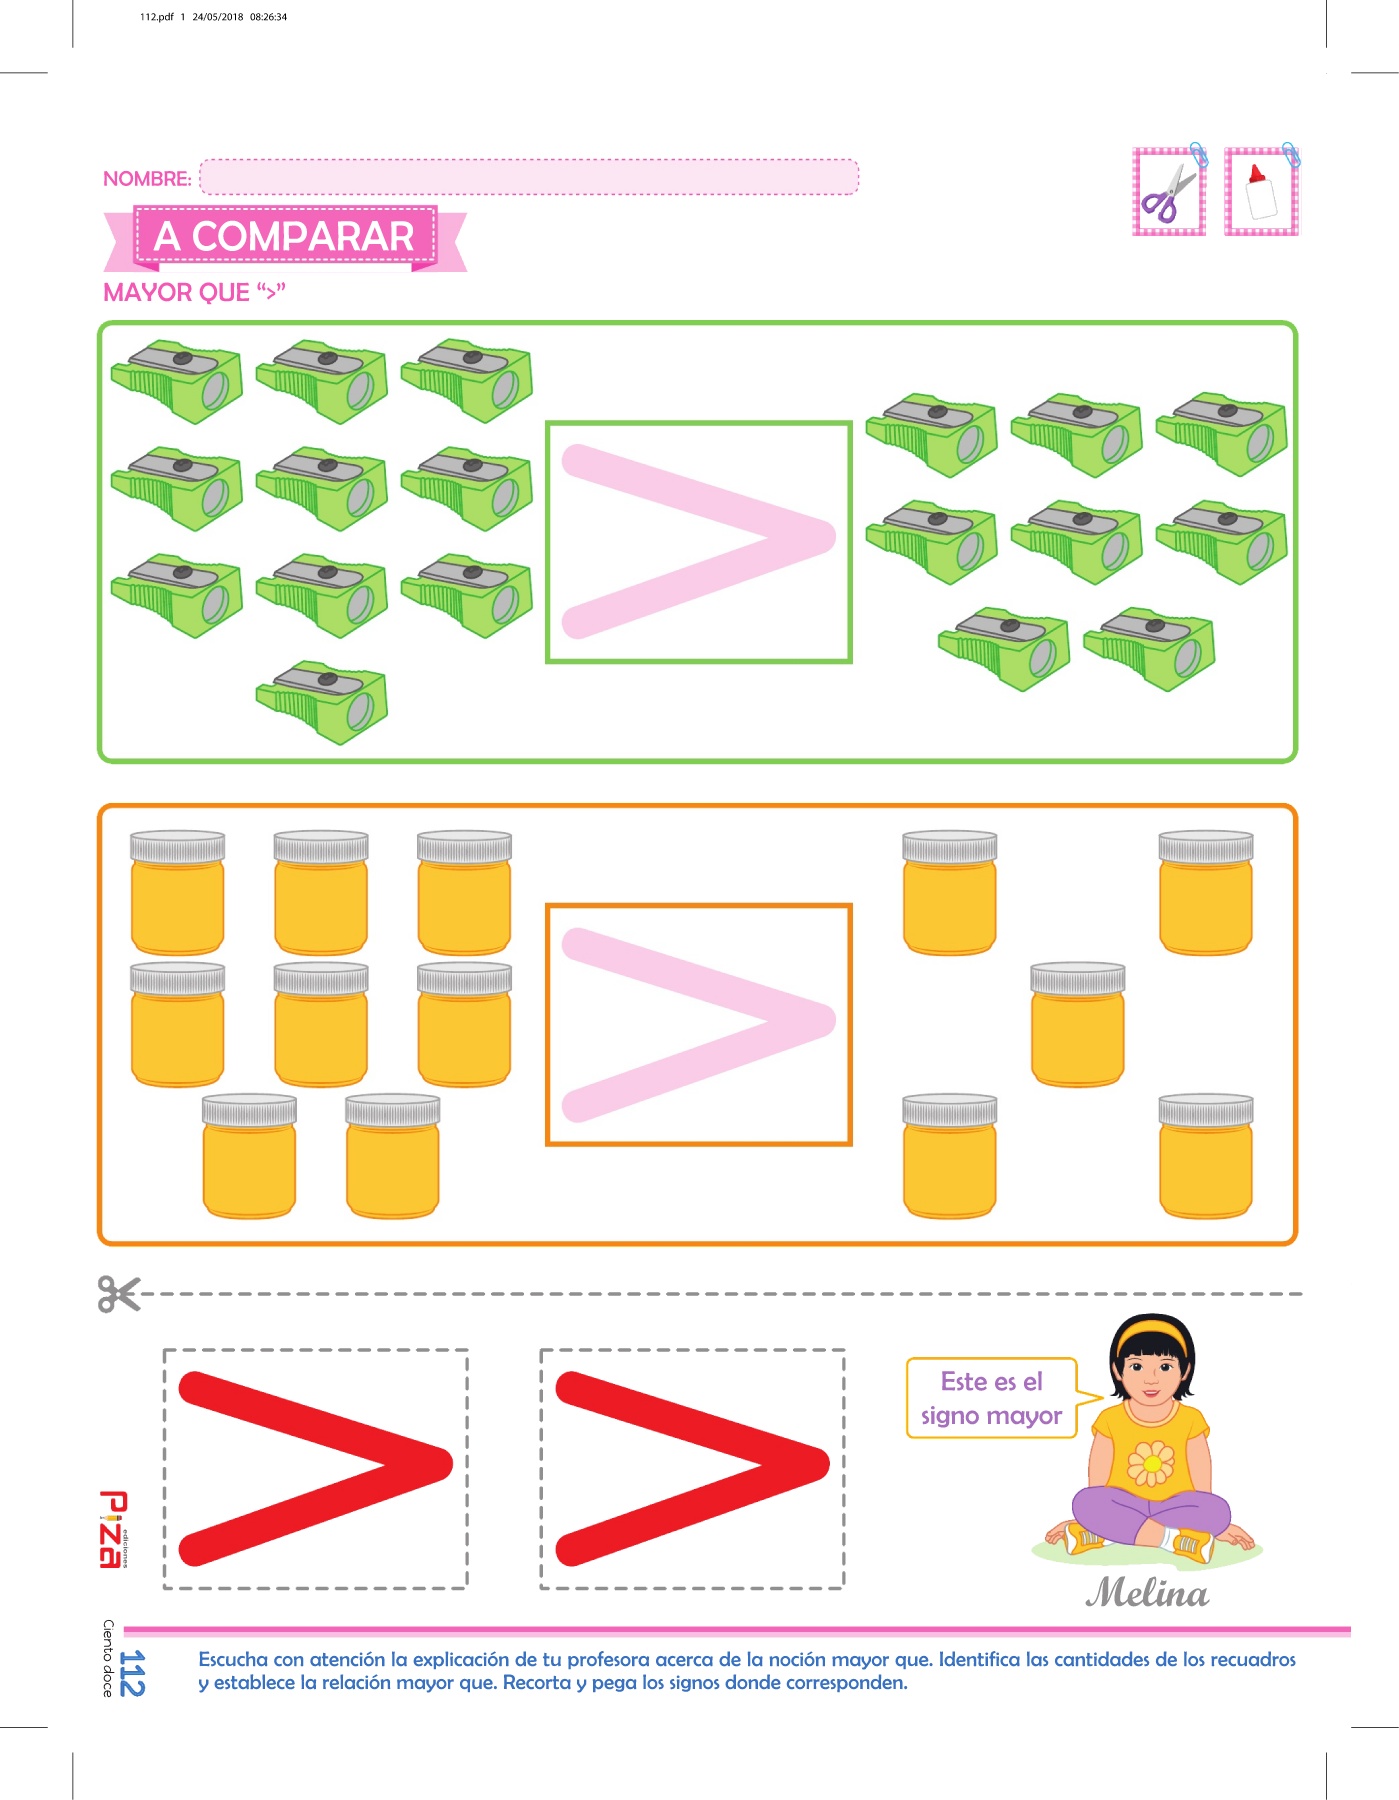 112.pdf 1 24/05/2018 08:26:34
NOMBRE:
A COMPARAR
MAYOR QUE “>”
Este es el
signo mayor
Melina
Piza
ediciones
Ciento doce
112
Escucha con atención la explicación de tu profesora acerca de la noción mayor que. Identifica las cantidades de los recuadros
y establece la relación mayor que. Recorta y pega los signos donde corresponden.